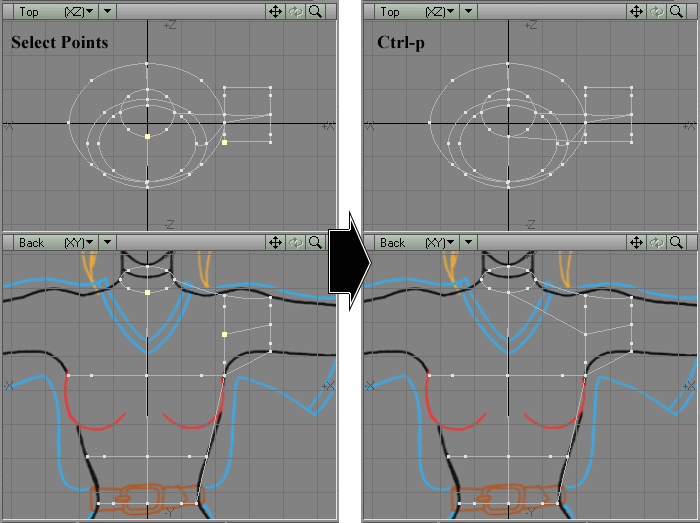 Top (XZ)
Select Points
+Z
-X
+X
-Z
Back (XY)
-X
+X
-Y
Top (XZ)
Ctrl-p
+Z
-X
+X
-Z
Back (XY)
-X
+X
-Y